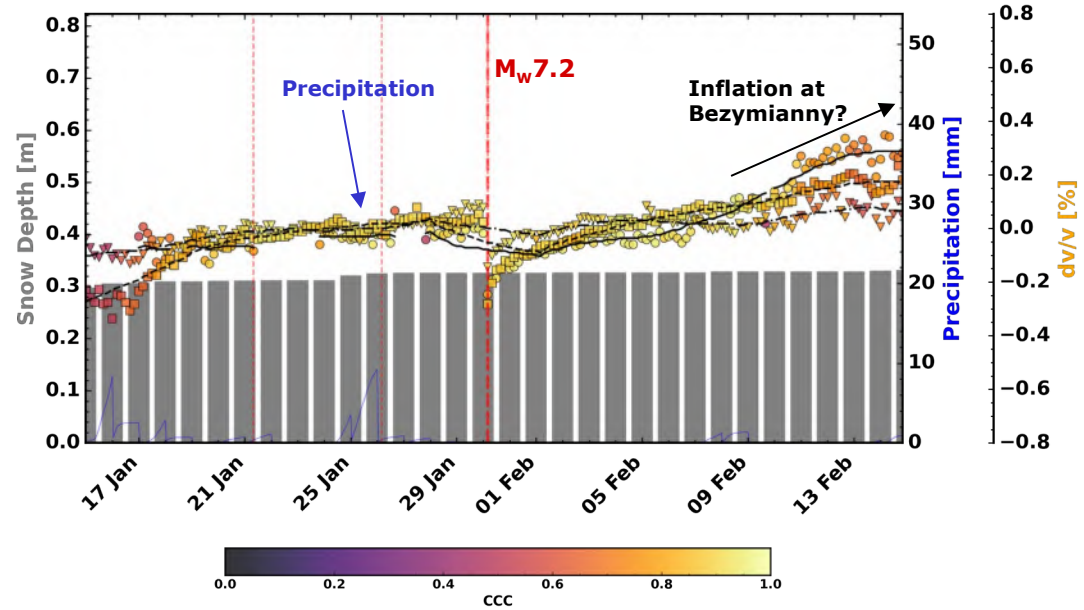 0.8
0.7
0.6
0.5
0.4
0.3
0.2
0.1
0.0
Snow Depth [m]
Precipitation
M_w7.2
Inflation at
Bezymianny?
50
40
30
20
10
0
Precipitation [mm]
0.8
0.6
0.4
0.2
0.0
−0.2
−0.4
−0.6
−0.8
dv/v [%]
17 Jan
21 Jan
25 Jan
29 Jan
01 Feb
05 Feb
09 Feb
13 Feb
0.0 0.2 0.4 0.6 0.8 1.0
CCC